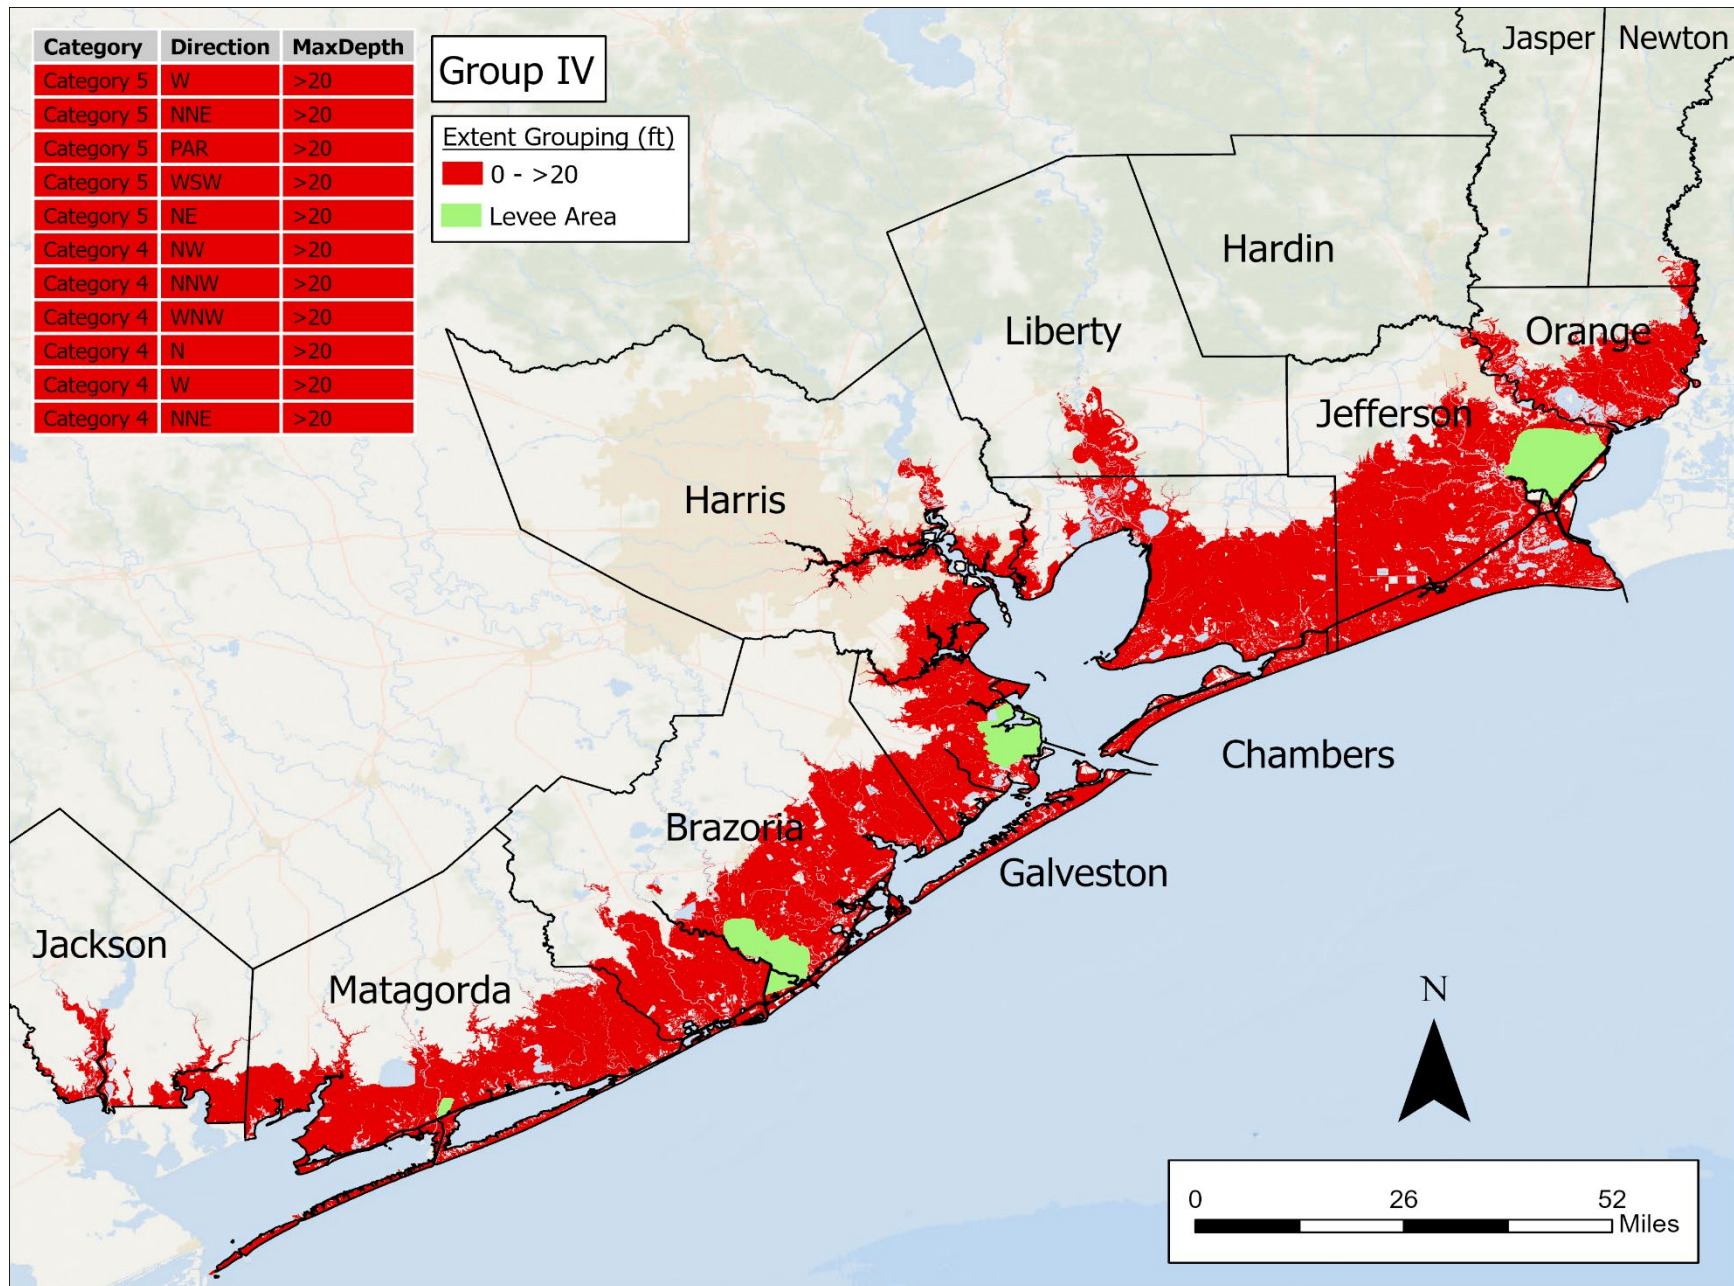 Category Direction MaxDepth
Category 5 W >20
Category 5 NNE >20
Category 5 PAR >20
Category 5 WSW >20
Category 5 NE >20
Category 4 NW >20
Category 4 NNW >20
Category 4 WNW >20
Category 4 N >20
Category 4 W >20
Category 4 NNE >20
Group IV
Extent Grouping (ft)
0 - >20
Levee Area
Jasper Newton
Hardin
Liberty
Orange
Jefferson
Harris
Chambers
Brazoria
Galveston
Jackson
Matagorda
N
0 26 52
Miles